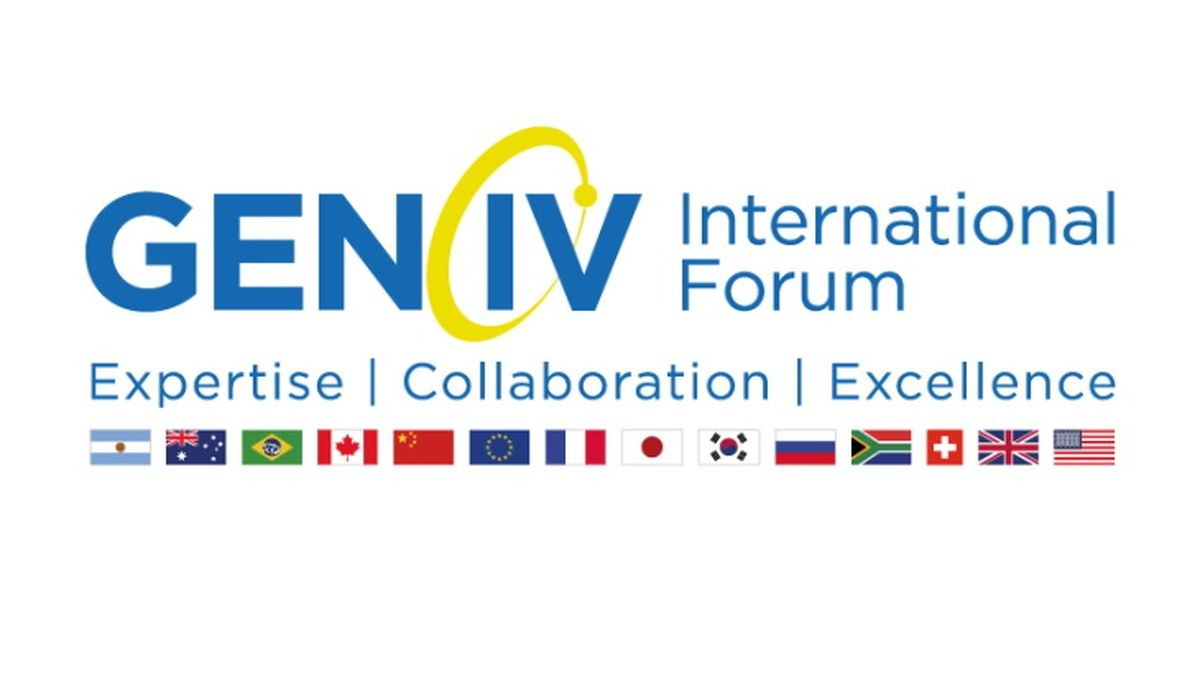 GEN IV International
Forum
Expertise | Collaboration | Excellence